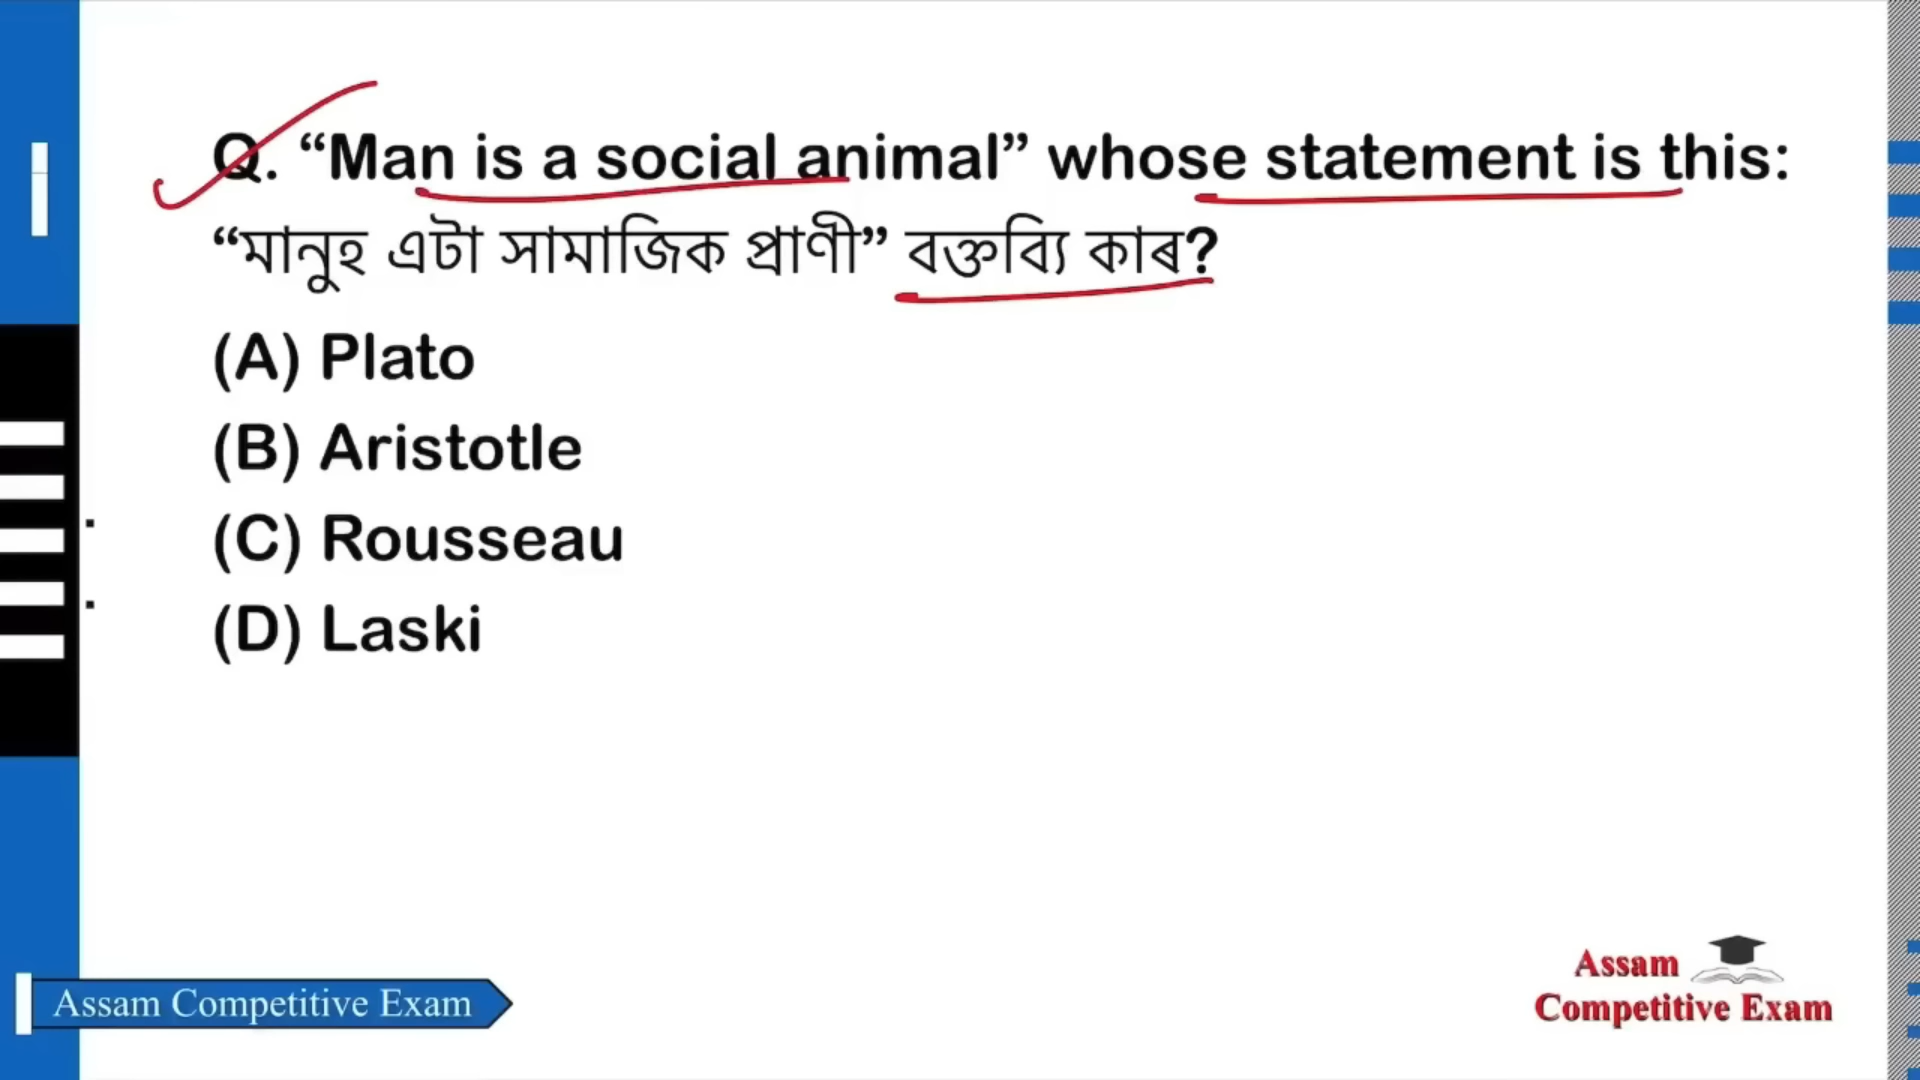 Q. “Man is a social animal” whose statement is this:
“মানুহ এটা সামাজিক প্ৰাণী” বক্তব্যি কাৰ?
(A) Plato
(B) Aristotle
(C) Rousseau
(D) Laski
Assam Competitive Exam
Assam
Competitive Exam